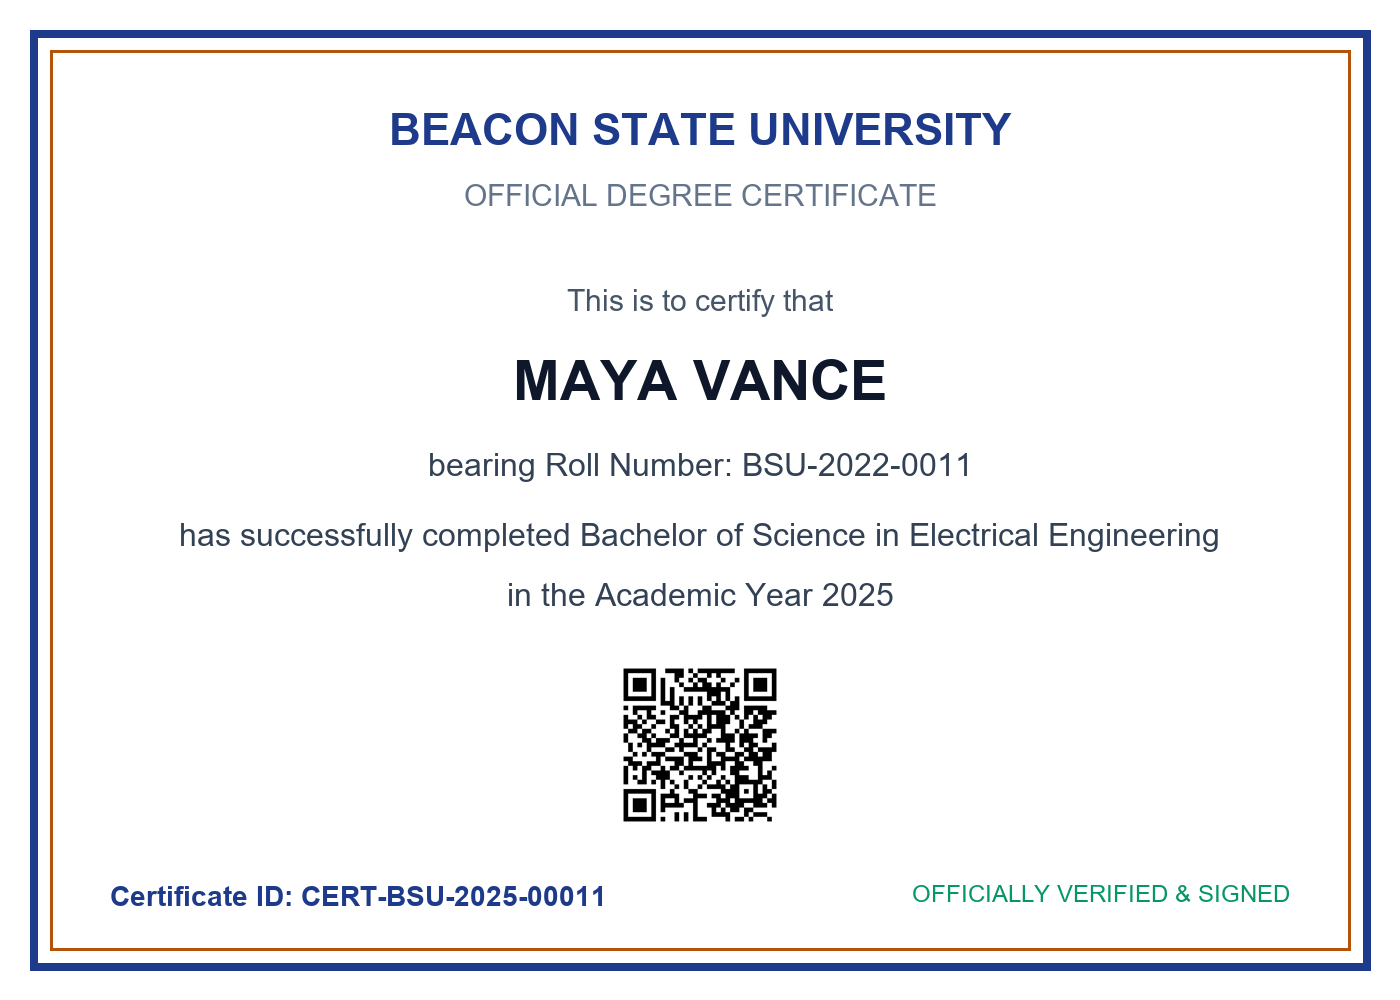 BEACON STATE UNIVERSITY
OFFICIAL DEGREE CERTIFICATE
This is to certify that
MAYA VANCE
bearing Roll Number: BSU-2022-0011
has successfully completed Bachelor of Science in Electrical Engineering
in the Academic Year 2025
Certificate ID: CERT-BSU-2025-00011
OFFICIALLY VERIFIED & SIGNED